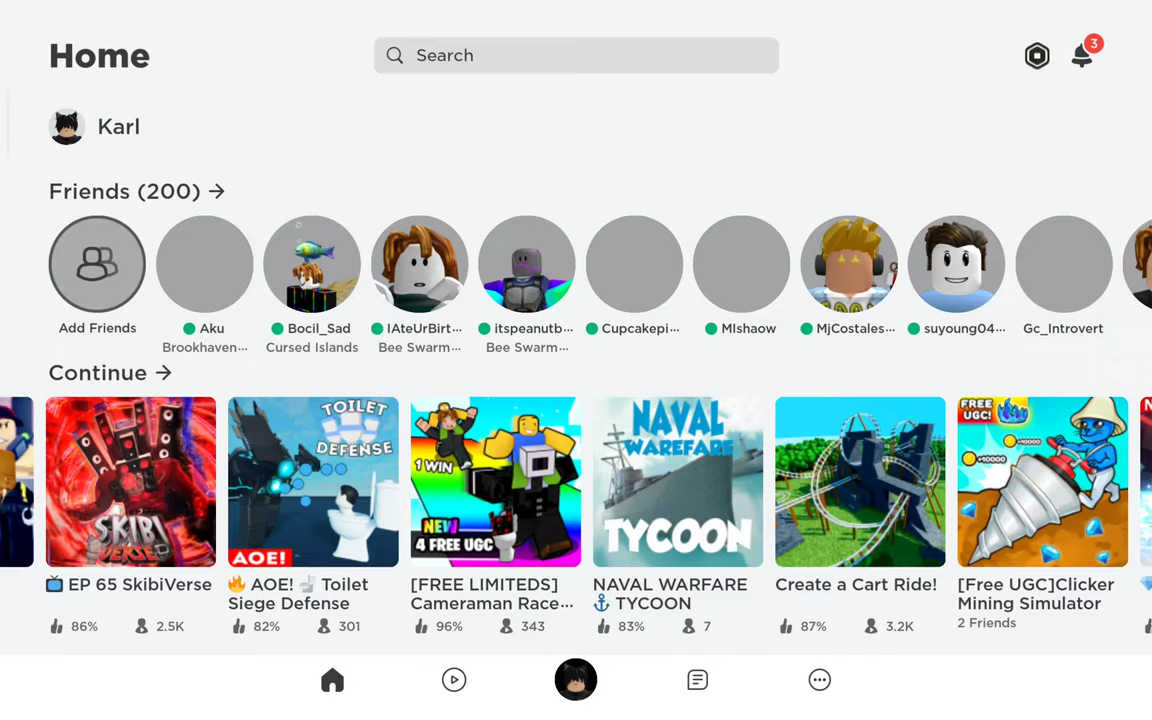 Home
Search
3
Karl
Friends (200) →
Add Friends
Aku
Bocil_Sad
IAteUrBirt...
itspeanutb...
Cupcakepi...
MIshaow
MjCostales...
suyoung04...
Gc_Introvert
Brookhaven...
Cursed Islands
Bee Swarm...
Bee Swarm...
Continue →
SKIBI
VERSE
AOE!
TOILET
DEFENSE
1 WIN
NEW
4 FREE UGC
NAVAL
WAREFARE
TYCOON
FREE
UGC!
+10000
+10000
📺 EP 65 SkibiVerse
🔥 AOE! 🚽 Toilet
Siege Defense
[FREE LIMITEDS]
Cameraman Race...
NAVAL WARFARE
⚓ TYCOON
Create a Cart Ride!
[Free UGC]Clicker
Mining Simulator
86% 2.5K
82% 301
96% 343
83% 7
87% 3.2K
2 Friends